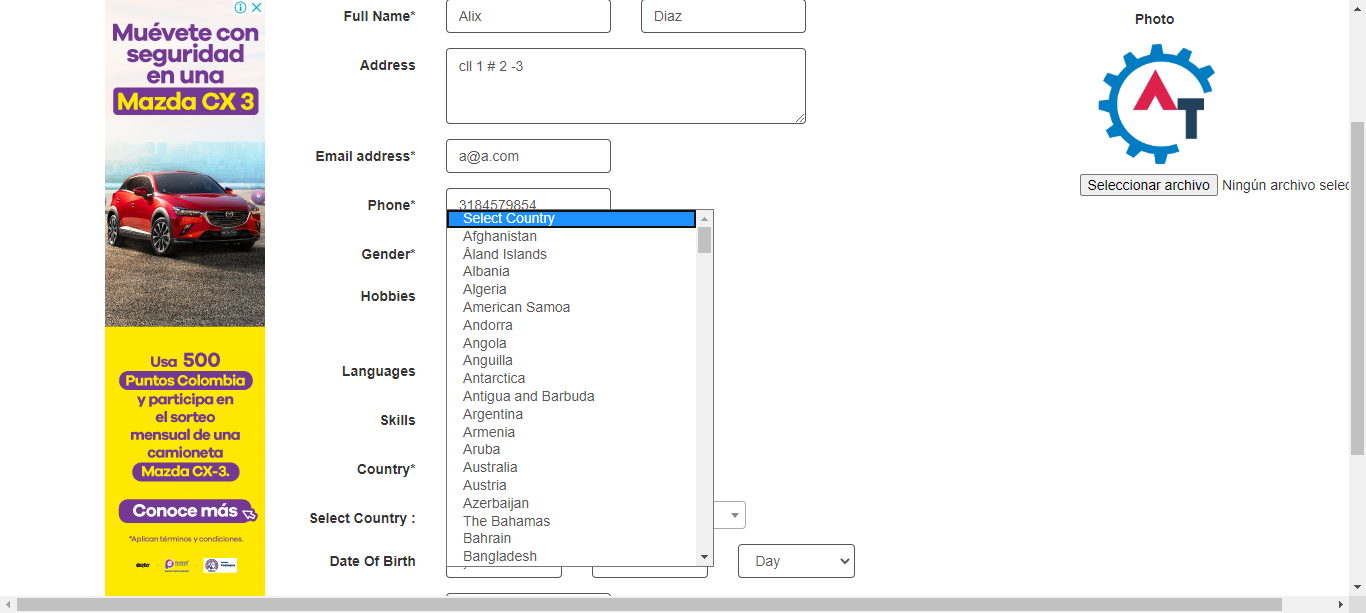 Muévete con
seguridad
en una
Mazda CX 3
Usa 500
Puntos Colombia
y participa en
el sorteo
mensual de una
camioneta
Mazda CX-3.
Conoce más
*Aplican términos y condiciones.
Full Name*
Alix
Diaz
Address
cll 1 # 2 -3
Email address*
a@a.com
Phone*
3184579854
Gender*
Hobbies
Languages
Skills
Country*
Select Country :
Date Of Birth
Select Country
Afghanistan
Åland Islands
Albania
Algeria
American Samoa
Andorra
Angola
Anguilla
Antarctica
Antigua and Barbuda
Argentina
Armenia
Aruba
Australia
Austria
Azerbaijan
The Bahamas
Bahrain
Bangladesh
Day
Photo
AT
Seleccionar archivo
Ningún archivo selec